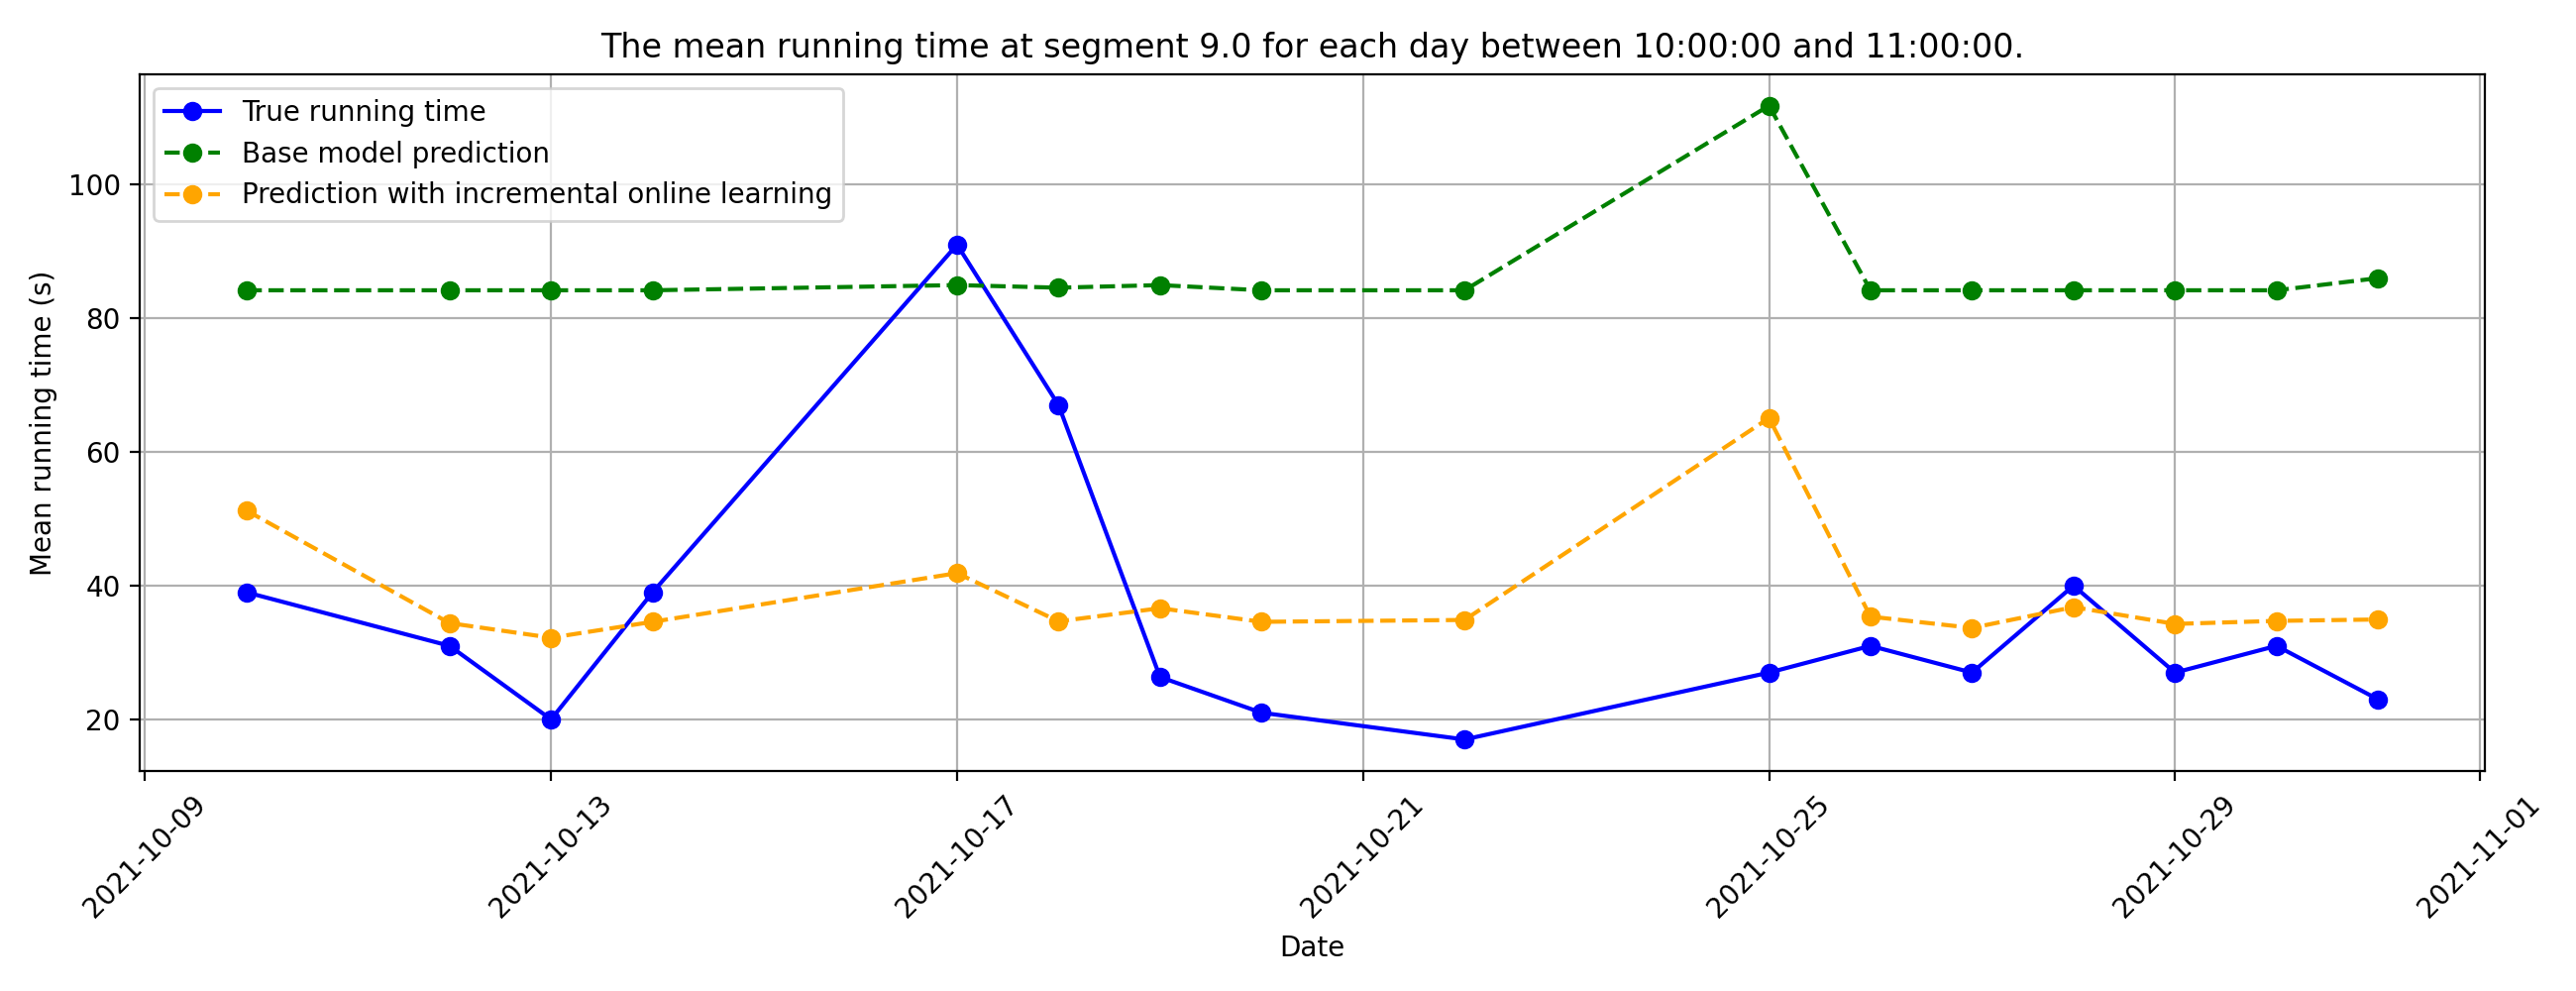 The mean running time at segment 9.0 for each day between 10:00:00 and 11:00:00.
True running time
Base model prediction
Prediction with incremental online learning
Mean running time (s)
100
80
60
40
20
2021-10-09
2021-10-13
2021-10-17
2021-10-21
2021-10-25
2021-10-29
2021-11-01
Date